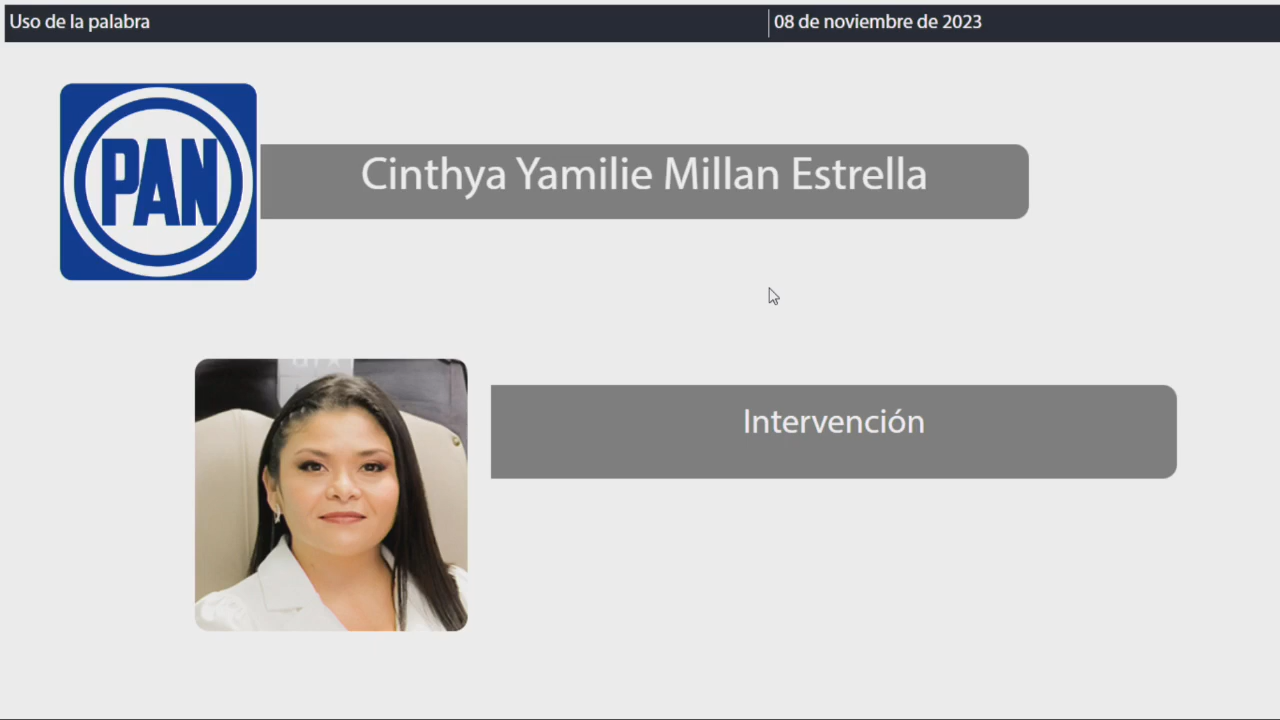 Uso de la palabra
08 de noviembre de 2023
PAN
Cinthya Yamilie Millan Estrella
Intervención